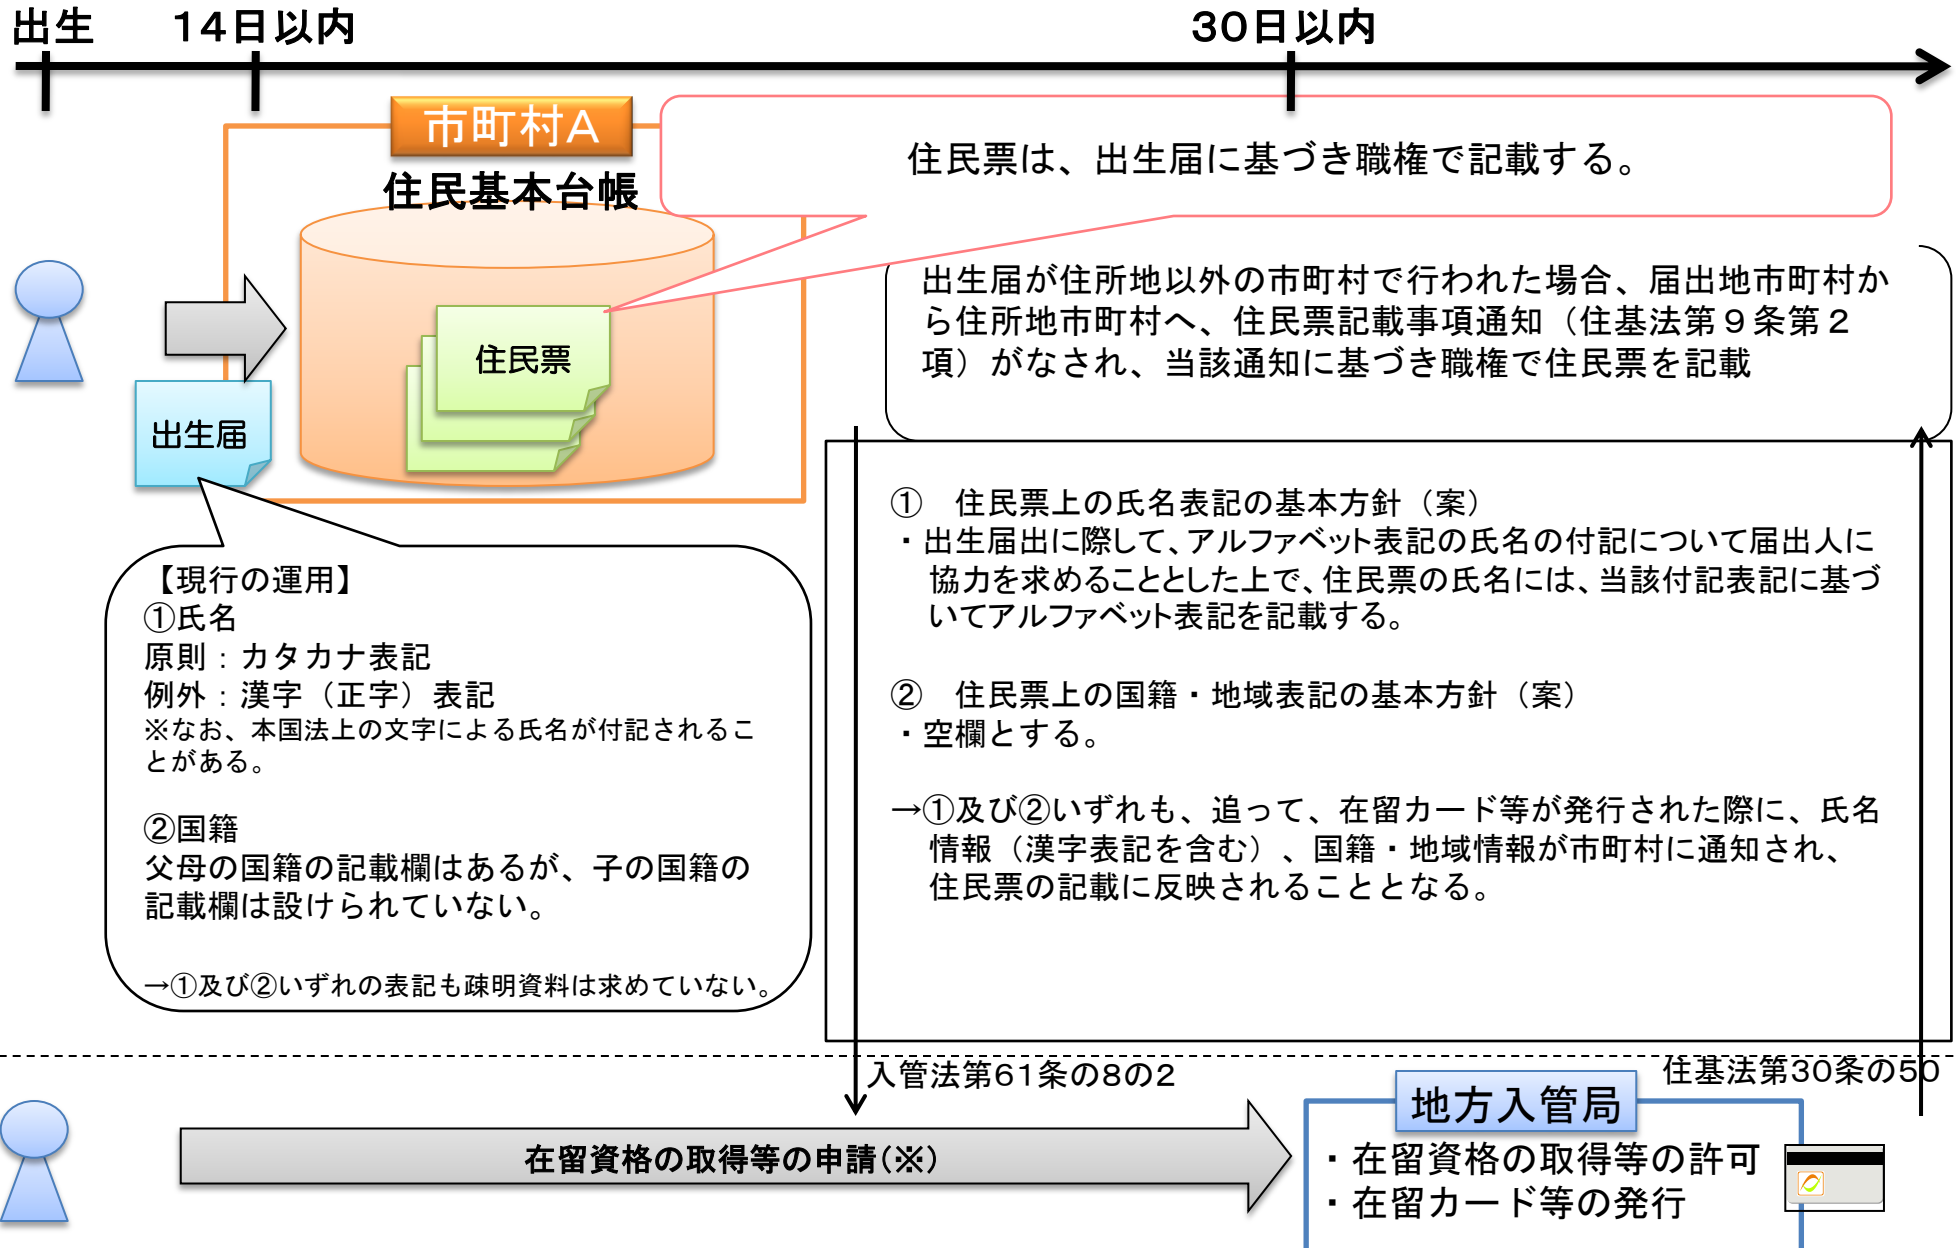 出生　14日以内　30日以内
市町村A
住民基本台帳
住民票は、出生届に基づき職権で記載する。
出生届が住所地以外の市町村で行われた場合、届出地市町村か
ら住所地市町村へ、住民票記載事項通知（住基法第９条第２
項）がなされ、当該通知に基づき職権で住民票を記載
住民票
出生届
【現行の運用】
①氏名
原則：カタカナ表記
例外：漢字（正字）表記
※なお、本国法上の文字による氏名が付記されるこ
とがある。
②国籍
父母の国籍の記載欄はあるが、子の国籍の
記載欄は設けられていない。
→①及び②いずれの表記も疎明資料は求めていない。
①　住民票上の氏名表記の基本方針（案）
・出生届出に際して、アルファベット表記の氏名の付記について届出人に
協力を求めることとした上で、住民票の氏名には、当該付記表記に基づ
いてアルファベット表記を記載する。
②　住民票上の国籍・地域表記の基本方針（案）
・空欄とする。
→①及び②いずれも、追って、在留カード等が発行された際に、氏名
情報（漢字表記を含む）、国籍・地域情報が市町村に通知され、
住民票の記載に反映されることとなる。
入管法第61条の8の2
住基法第30条の50
在留資格の取得等の申請(※)
地方入管局
・在留資格の取得等の許可
・在留カード等の発行